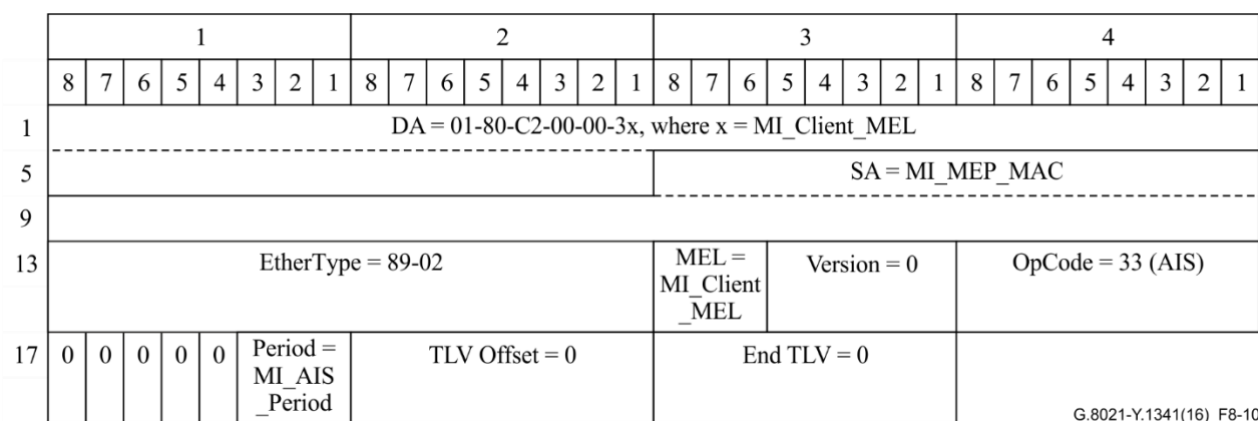 1 2 3 4
8 7 6 5 4 3 2 1 8 7 6 5 4 3 2 1 8 7 6 5 4 3 2 1 8 7 6 5 4 3 2 1
1 DA = 01-80-C2-00-00-3x, where x = MI_Client_MEL
5 SA = MI_MEP_MAC
9
13 EtherType = 89-02
MEL =
MI_Client
_MEL
Version = 0
OpCode = 33 (AIS)
17 0 0 0 0 0
Period =
MI_AIS
_Period
TLV Offset = 0
End TLV = 0
G.8021-Y.1341(16)_F8-10